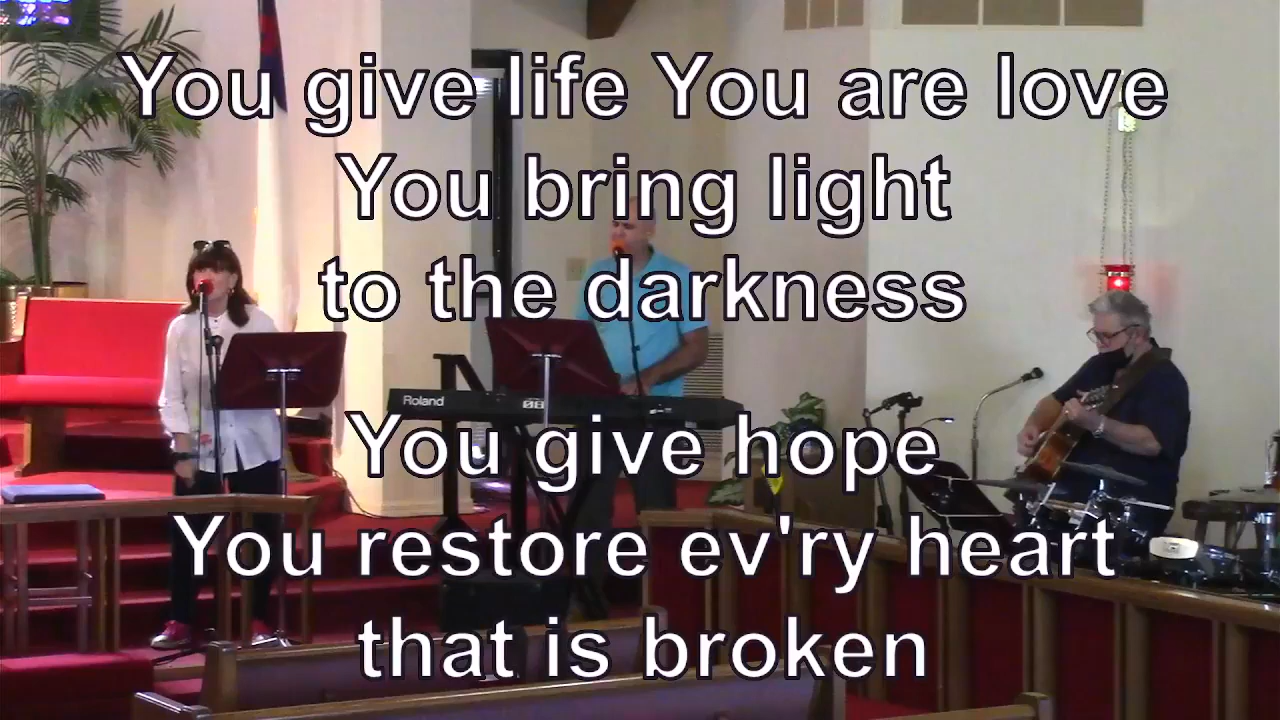 You give life You are love
You bring light
to the darkness
Roland
You give hope
You restore ev'ry heart
that is broken